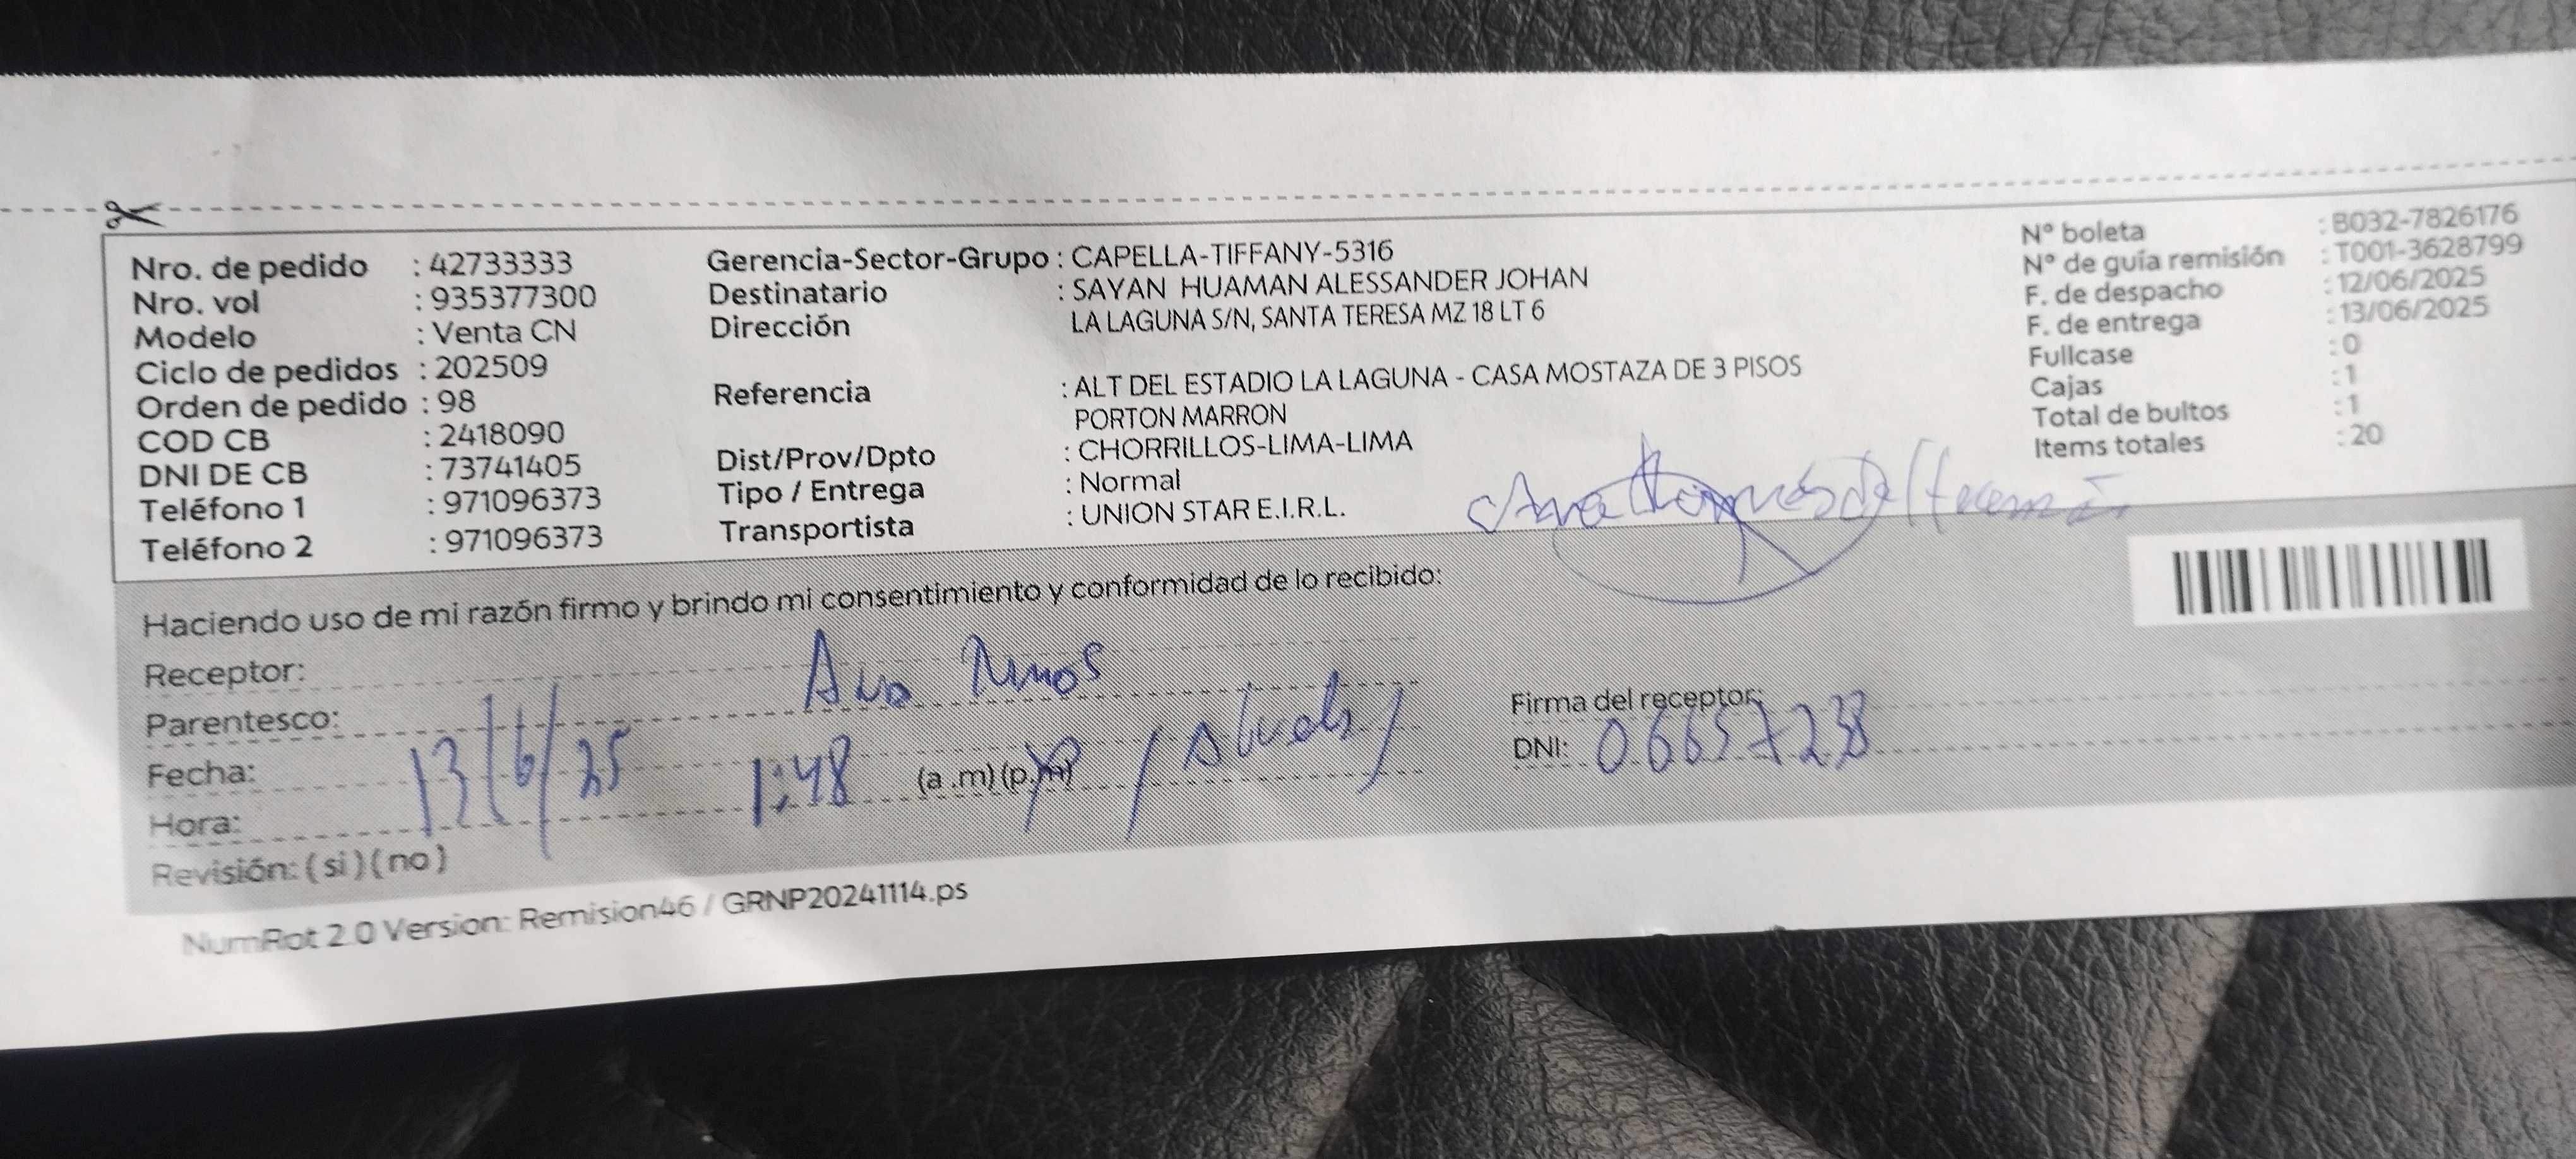 Nro. de pedido : 42733333
Nro. vol : 935377300
Modelo : Venta CN
Ciclo de pedidos : 202509
Orden de pedido : 98
COD CB : 2418090
DNI DE CB : 73741405
Teléfono 1 : 971096373
Teléfono 2 : 971096373
Gerencia-Sector-Grupo : CAPELLA-TIFFANY-5316
Destinatario : SAYAN HUAMAN ALESSANDER JOHAN
Dirección LA LAGUNA S/N, SANTA TERESA MZ 18 LT 6
Referencia : ALT DEL ESTADIO LA LAGUNA - CASA MOSTAZA DE 3 PISOS
PORTON MARRON
Dist/Prov/Dpto : CHORRILLOS-LIMA-LIMA
Tipo / Entrega : Normal
Transportista : UNION STAR E.I.R.L.
N° boleta : B032-7826176
N° de guía remisión : T001-3628799
F. de despacho : 12/06/2025
F. de entrega : 13/06/2025
Fullcase : 0
Cajas : 1
Total de bultos : 1
Items totales : 20
Haciendo uso de mi razón firmo y brindo mi consentimiento y conformidad de lo recibido:
Receptor: Ana
Parentesco:
Fecha: 13/6/25
Hora: 1:48 (a.m)(p.m)
Revisión: (si)(no)
Firma del receptor:
DNI: 06657238
NumRot 2.0 Version: Remision46 / GRNP20241114.ps